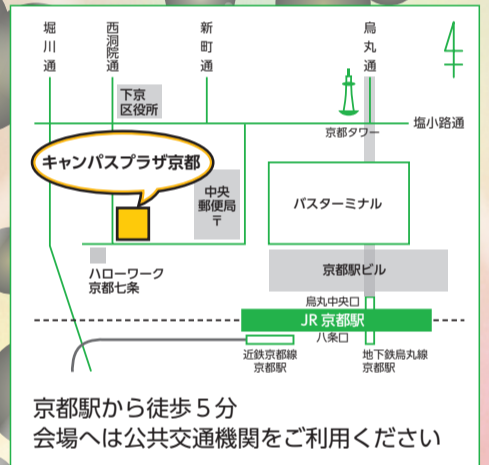 堀川通
西洞院通
新町通
烏丸通
下京
区役所
京都タワー
塩小路通
キャンパスプラザ京都
中央
郵便局
〒
バスターミナル
ハローワーク
京都七条
京都駅ビル
烏丸中央口
JR 京都駅
八条口
近鉄京都線
京都駅
地下鉄烏丸線
京都駅
京都駅から徒歩5分
会場へは公共交通機関をご利用ください